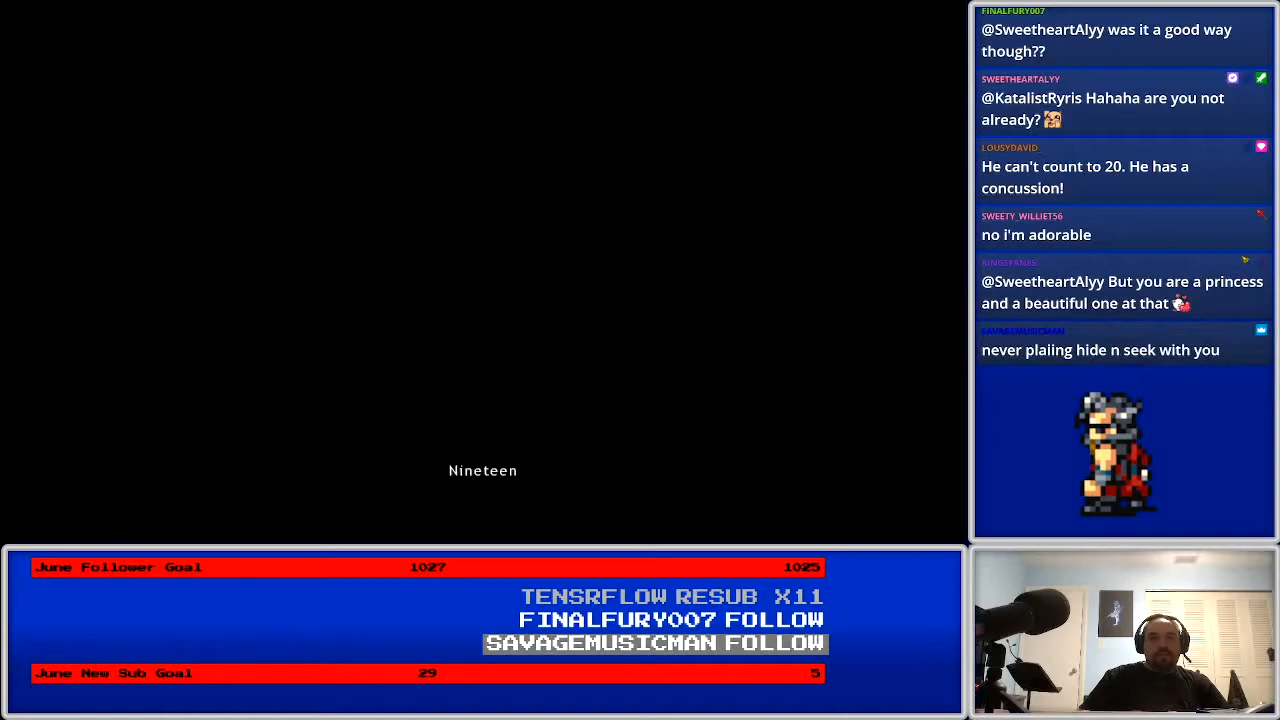 FINALFURY007
@SweetheartAlyy was it a good way
though??
SWEETHEARTALYY
@KatalistRyris Hahaha are you not
already?
LOUSYDAVID_
He can't count to 20. He has a
concussion!
SWEETY_WILLIET56
no i'm adorable
KINGSFAN85
@SweetheartAlyy But you are a princess
and a beautiful one at that
SAVAGEMUSICMAN
never plaiing hide n seek with you
Nineteen
June Follower Goal 1027 1025
TENSRFLOW RESUB X11
FINALFURY007 FOLLOW
SAVAGEMUSICMAN FOLLOW
June New Sub Goal 29 5